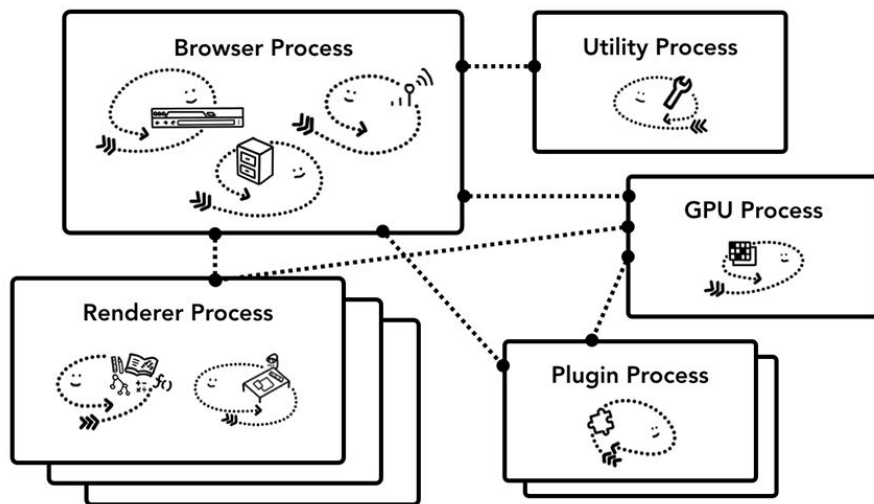 Browser Process
Utility Process
GPU Process
Renderer Process
f()
Plugin Process